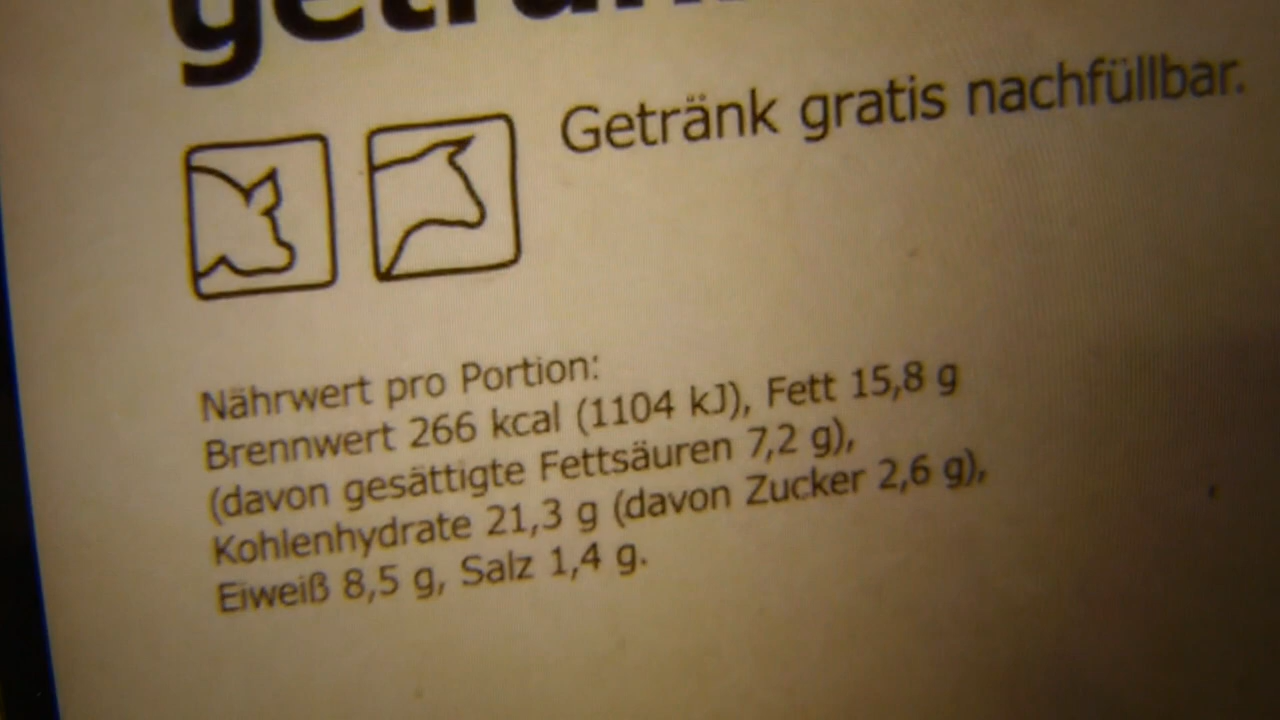 Getränk gratis nachfüllbar.
Nährwert pro Portion:
Brennwert 266 kcal (1104 kJ), Fett 15,8 g
(davon gesättigte Fettsäuren 7,2 g),
Kohlenhydrate 21,3 g (davon Zucker 2,6 g),
Eiweiß 8,5 g, Salz 1,4 g.